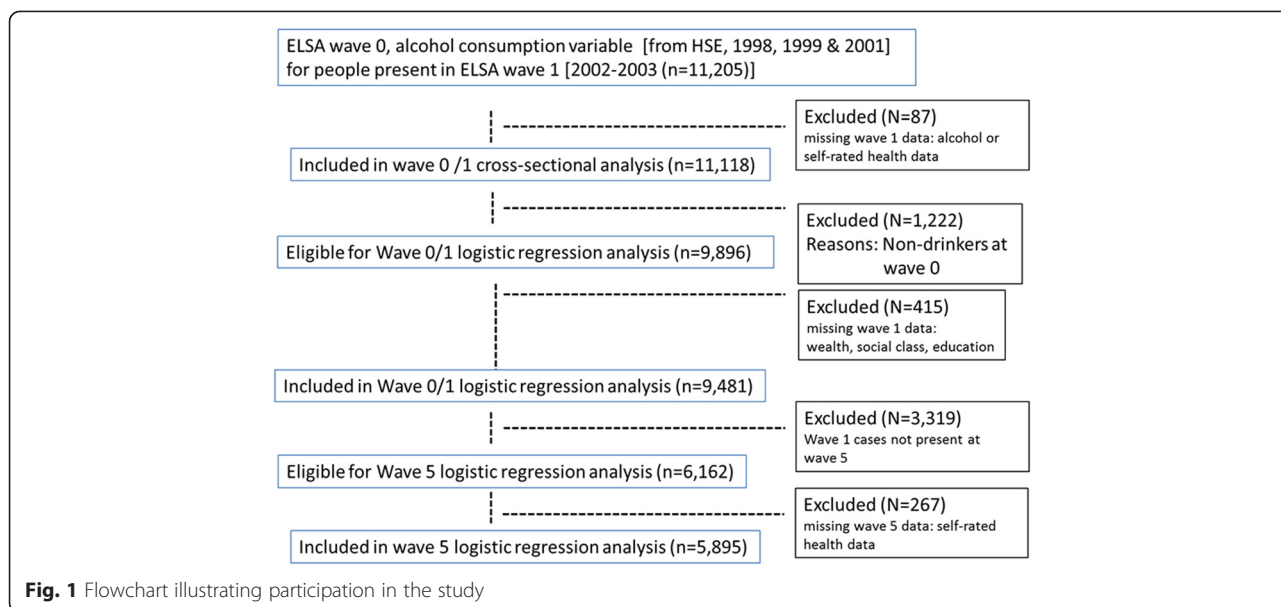 ELSA wave 0, alcohol consumption variable [from HSE, 1998, 1999 & 2001]
for people present in ELSA wave 1 [2002-2003 (n=11,205)]
Excluded (N=87)
missing wave 1 data: alcohol or
self-rated health data
Included in wave 0 /1 cross-sectional analysis (n=11,118)
Excluded (N=1,222)
Reasons: Non-drinkers at
wave 0
Eligible for Wave 0/1 logistic regression analysis (n=9,896)
Excluded (N=415)
missing wave 1 data:
wealth, social class, education
Included in Wave 0/1 logistic regression analysis (n=9,481)
Excluded (N=3,319)
Wave 1 cases not present at
wave 5
Eligible for Wave 5 logistic regression analysis (n=6,162)
Excluded (N=267)
missing wave 5 data: self-rated
health data
Included in wave 5 logistic regression analysis (n=5,895)
Fig. 1 Flowchart illustrating participation in the study